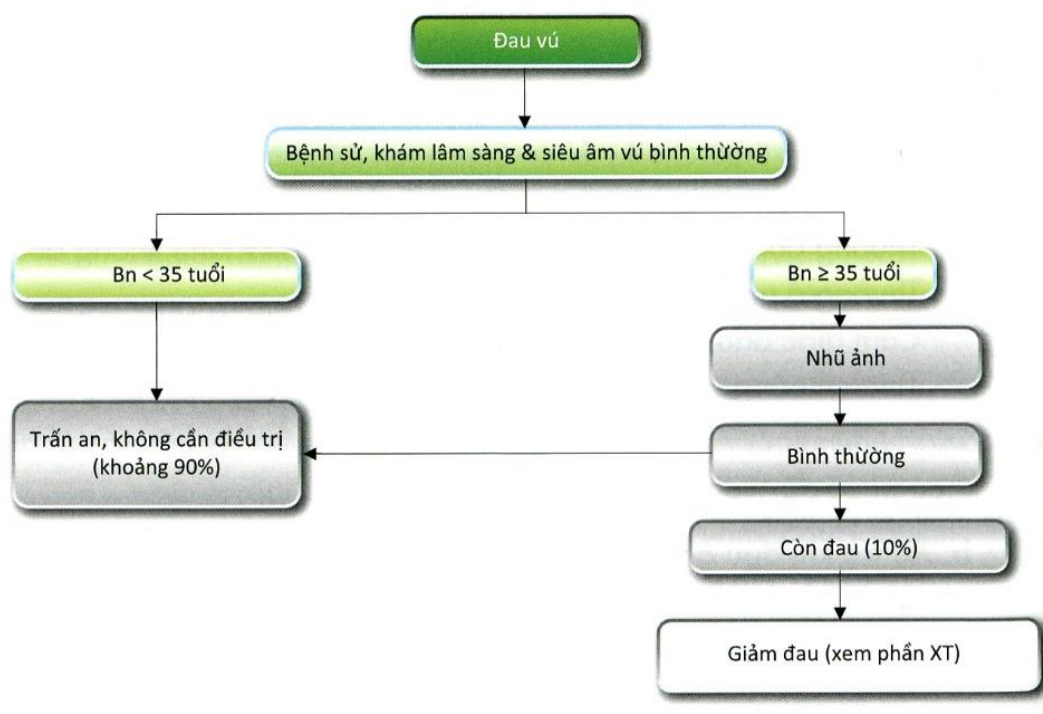 Đau vú
Bệnh sử, khám lâm sàng & siêu âm vú bình thường
Bn < 35 tuổi
Bn ≥ 35 tuổi
Nhũ ảnh
Trấn an, không cần điều trị
(khoảng 90%)
Bình thường
Còn đau (10%)
Giảm đau (xem phần XT)